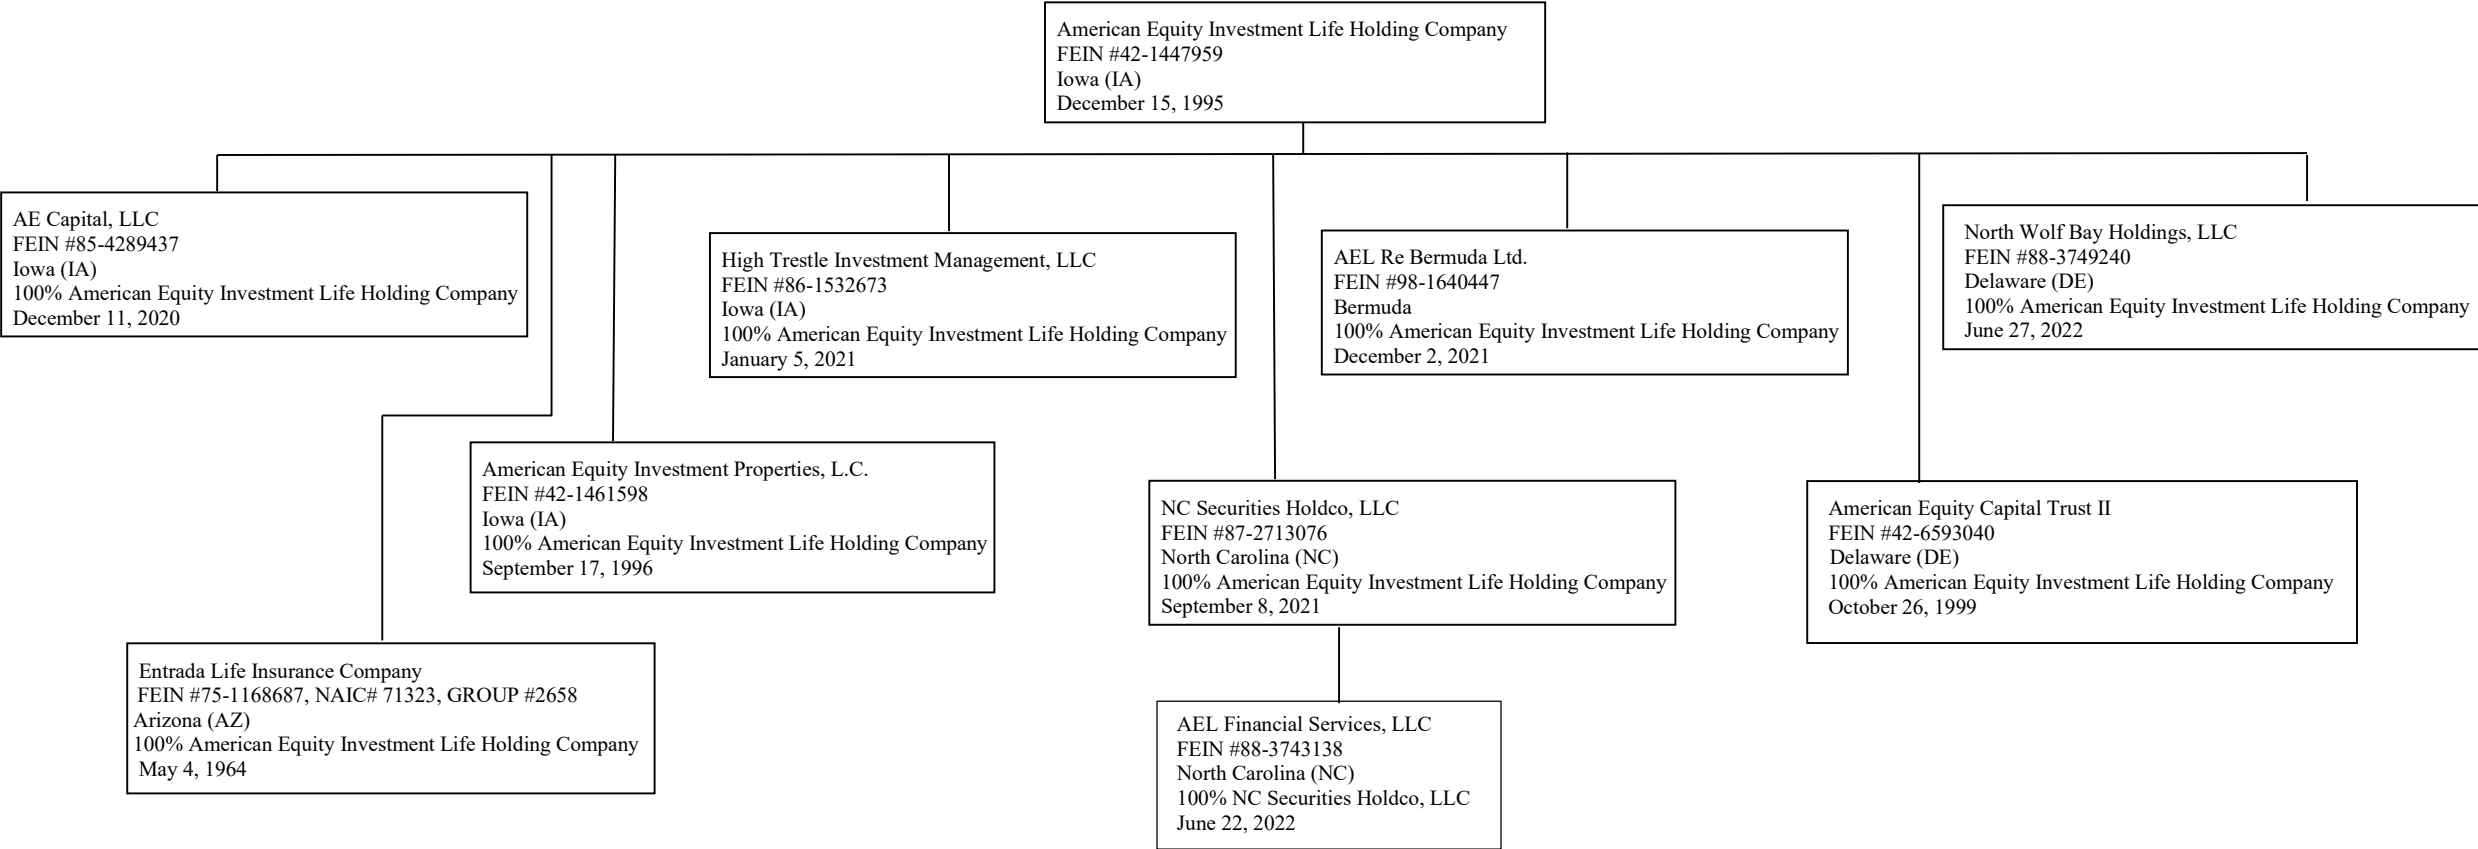 American Equity Investment Life Holding Company
FEIN #42-1447959
Iowa (IA)
December 15, 1995
AE Capital, LLC
FEIN #85-4289437
Iowa (IA)
100% American Equity Investment Life Holding Company
December 11, 2020
High Trestle Investment Management, LLC
FEIN #86-1532673
Iowa (IA)
100% American Equity Investment Life Holding Company
January 5, 2021
AEL Re Bermuda Ltd.
FEIN #98-1640447
Bermuda
100% American Equity Investment Life Holding Company
December 2, 2021
North Wolf Bay Holdings, LLC
FEIN #88-3749240
Delaware (DE)
100% American Equity Investment Life Holding Company
June 27, 2022
American Equity Investment Properties, L.C.
FEIN #42-1461598
Iowa (IA)
100% American Equity Investment Life Holding Company
September 17, 1996
NC Securities Holdco, LLC
FEIN #87-2713076
North Carolina (NC)
100% American Equity Investment Life Holding Company
September 8, 2021
American Equity Capital Trust II
FEIN #42-6593040
Delaware (DE)
100% American Equity Investment Life Holding Company
October 26, 1999
Entrada Life Insurance Company
FEIN #75-1168687, NAIC# 71323, GROUP #2658
Arizona (AZ)
100% American Equity Investment Life Holding Company
May 4, 1964
AEL Financial Services, LLC
FEIN #88-3743138
North Carolina (NC)
100% NC Securities Holdco, LLC
June 22, 2022